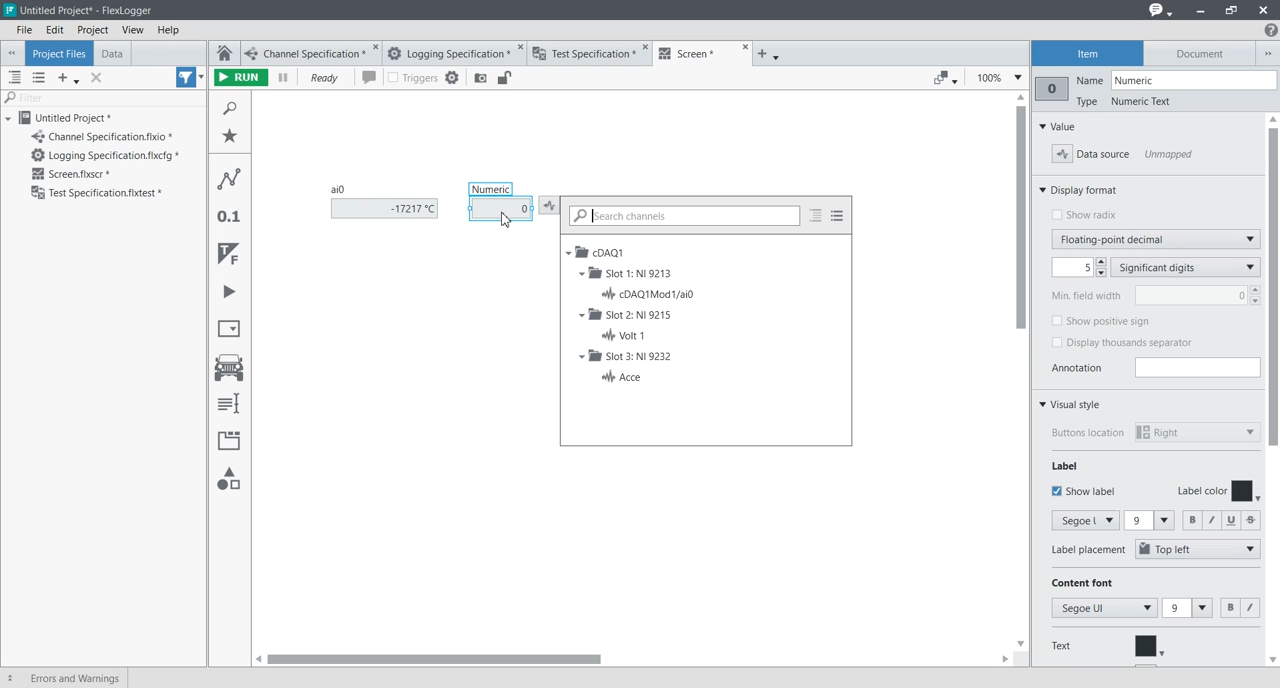 Untitled Project* - FlexLogger
File Edit Project View Help
Project Files Data
Channel Specification * Logging Specification * Test Specification * Screen *
Item Document
RUN Ready Triggers 100%
0 Name Numeric
Type Numeric Text
Filter
Untitled Project *
Channel Specification.flxio *
Logging Specification.flxcfg *
Screen.flxscr *
Test Specification.flxtest *
0.1
T/F
ai0
-17217 °C
Numeric
0
Search channels
cDAQ1
Slot 1: NI 9213
cDAQ1Mod1/ai0
Slot 2: NI 9215
Volt 1
Slot 3: NI 9232
Acce
Value
Data source Unmapped
Display format
Show radix
Floating-point decimal
5 Significant digits
Min. field width 0
Show positive sign
Display thousands separator
Annotation
Visual style
Buttons location Right
Label
Show label Label color
Segoe U 9 B I U S
Label placement Top left
Content font
Segoe UI 9 B I
Text
Errors and Warnings